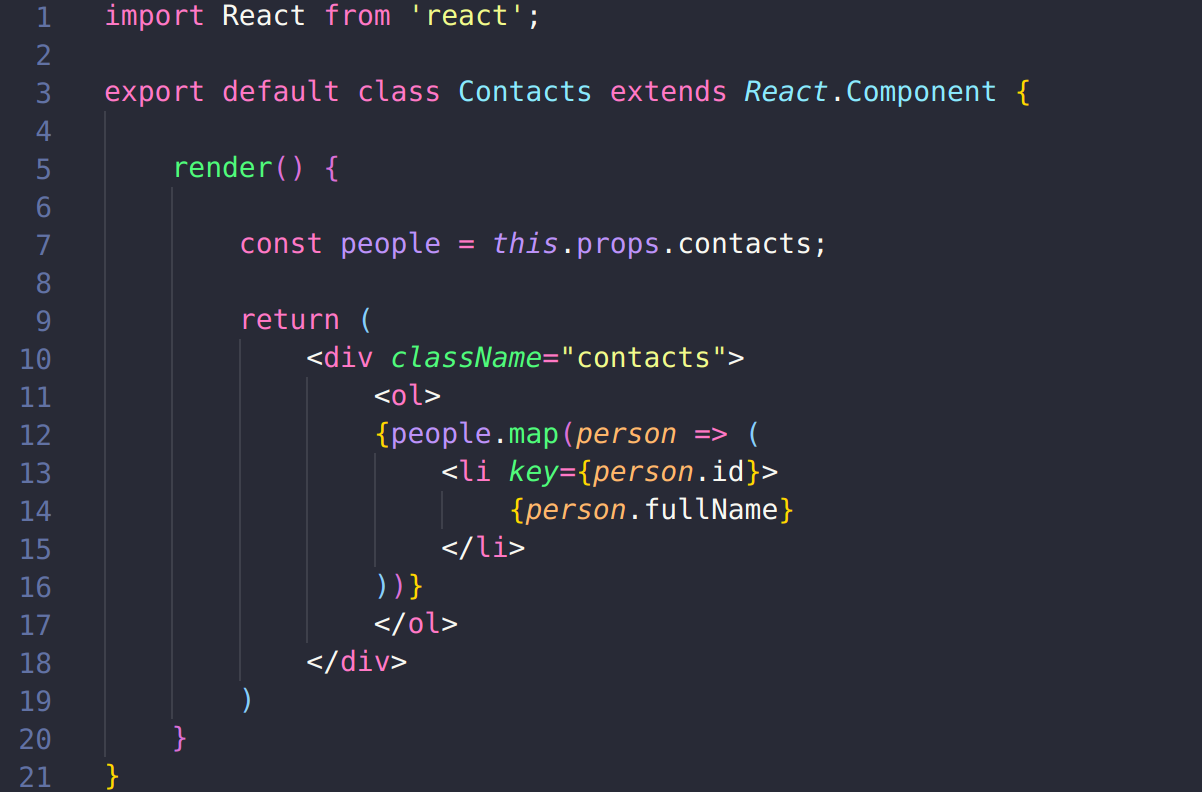 1 import React from 'react';
2
3 export default class Contacts extends React.Component {
4
5 render() {
6
7 const people = this.props.contacts;
8
9 return (
10 <div className="contacts">
11 <ol>
12 {people.map(person => (
13 <li key={person.id}>
14 {person.fullName}
15 </li>
16 ))}
17 </ol>
18 </div>
19 )
20 }
21 }